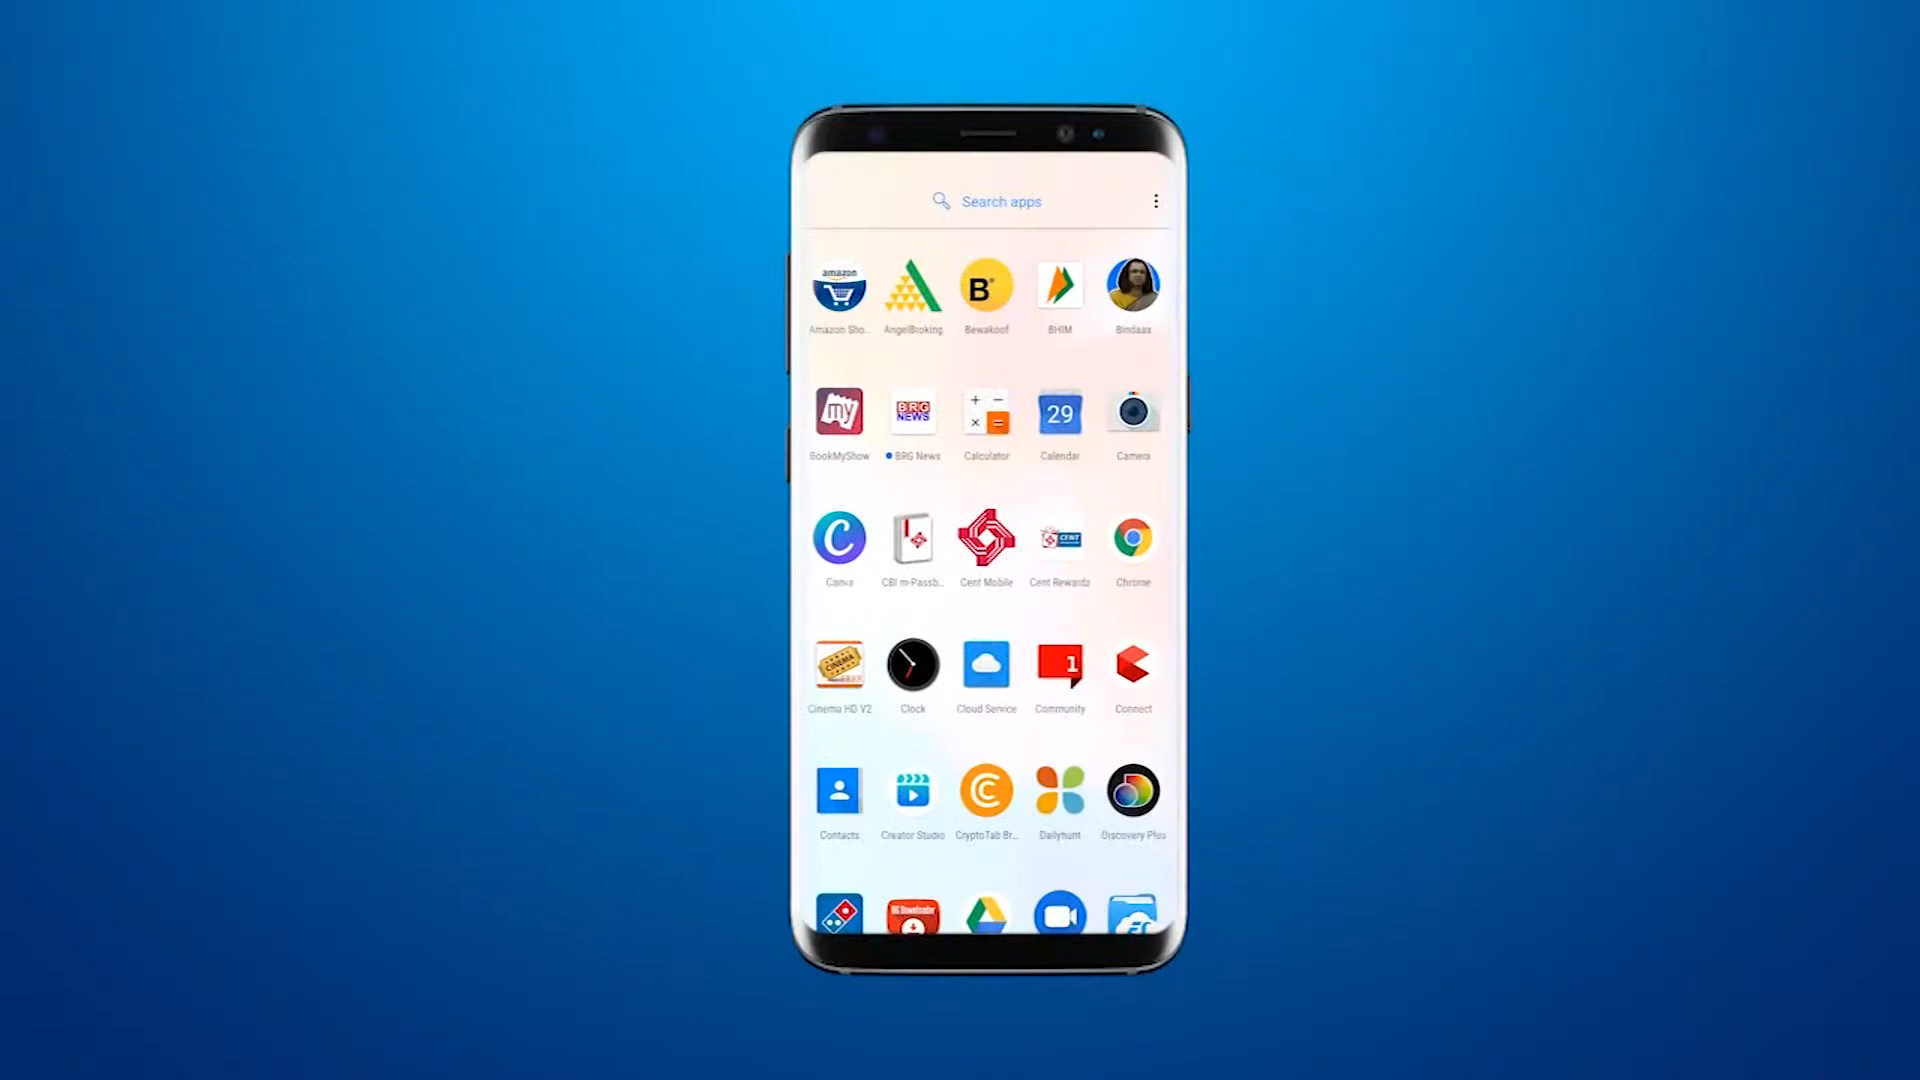 Search apps
amazon
B
Amazon Sho...
AngelBroking
Bewakoof
BHIM
Bindaas
my
BRG
NEWS
29
BookMyShow
BRG News
Calculator
Calendar
Camera
C
CENT
Canva
CBI m-Passb...
Cent Mobile
Cent Rewardz
Chrome
CINEMA
1
Cinema HD V2
Clock
Cloud Service
Community
Connect
Contacts
Creator Studio
CryptoTab Br...
Dailyhunt
Discovery Plus
Downloader